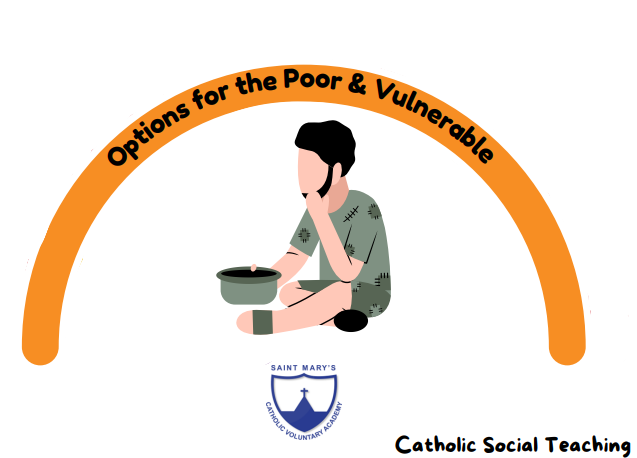 Options for the Poor & Vulnerable
SAINT MARY'S
CATHOLIC VOLUNTARY ACADEMY
Catholic Social Teaching